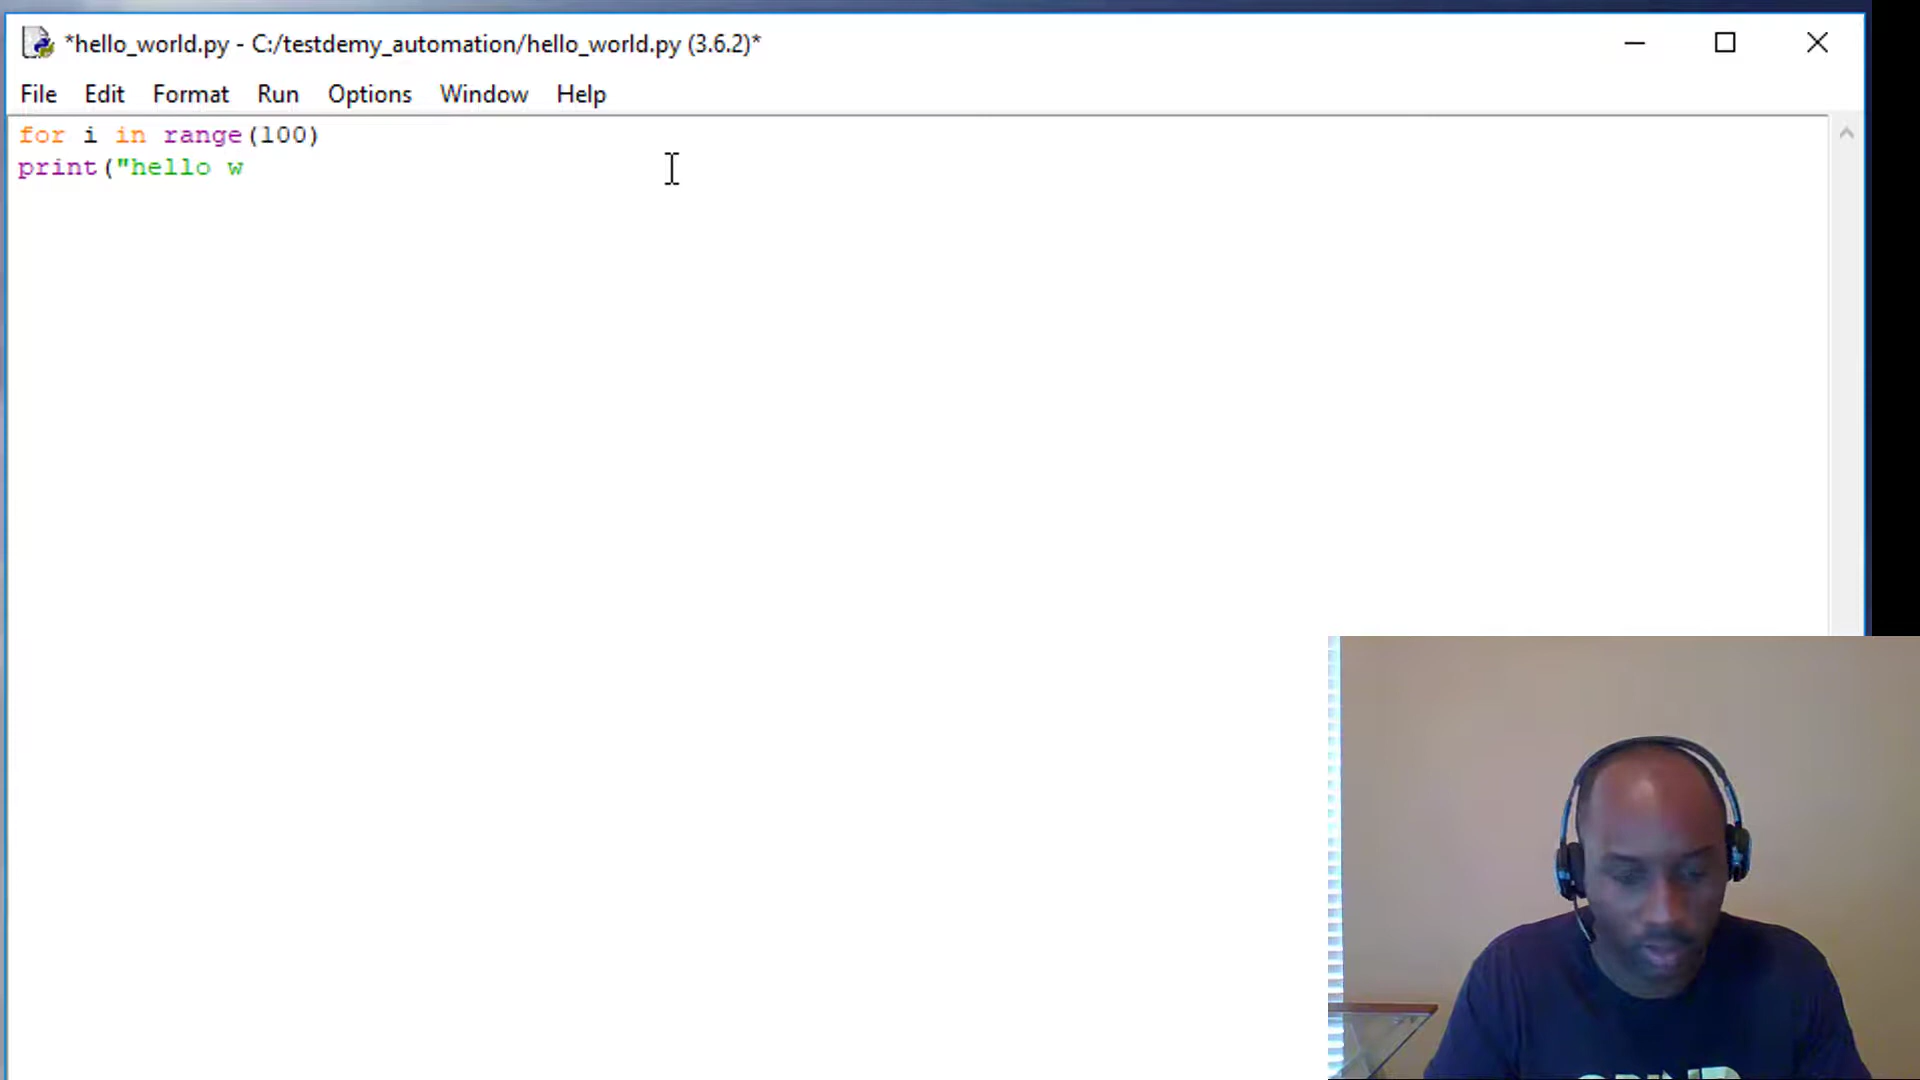 *hello_world.py - C:/testdemy_automation/hello_world.py (3.6.2)*
File Edit Format Run Options Window Help
for i in range(100)
print("hello w